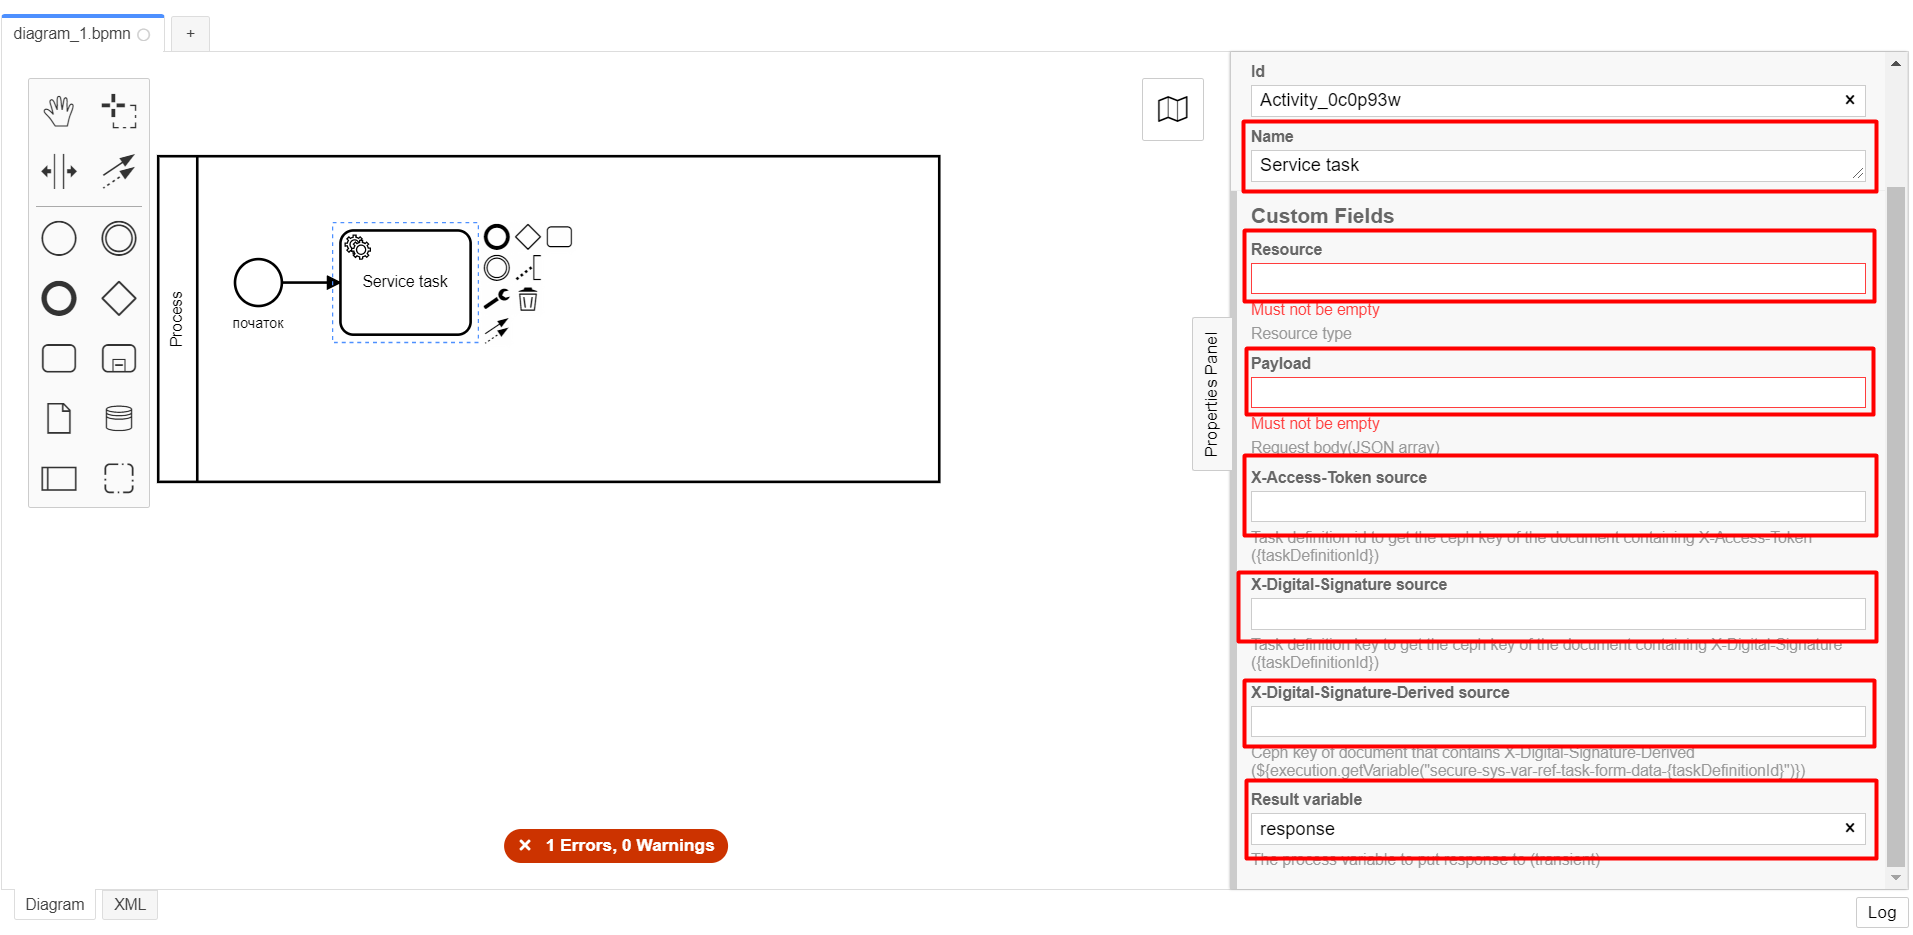 diagram_1.bpmn
+
Process
початок
Service task
Properties Panel
Id
Activity_0c0p93w
Name
Service task
Custom Fields
Resource
Must not be empty
Resource type
Payload
Must not be empty
Request body(JSON array)
X-Access-Token source
Task definition id to get the ceph key of the document containing X-Access-Token
({taskDefinitionId})
X-Digital-Signature source
Task definition key to get the ceph key of the document containing X-Digital-Signature
({taskDefinitionId})
X-Digital-Signature-Derived source
Ceph key of document that contains X-Digital-Signature-Derived
(${execution.getVariable("secure-sys-var-ref-task-form-data-{taskDefinitionId}")})
Result variable
response
The process variable to put response to (transient)
1 Errors, 0 Warnings
Diagram
XML
Log